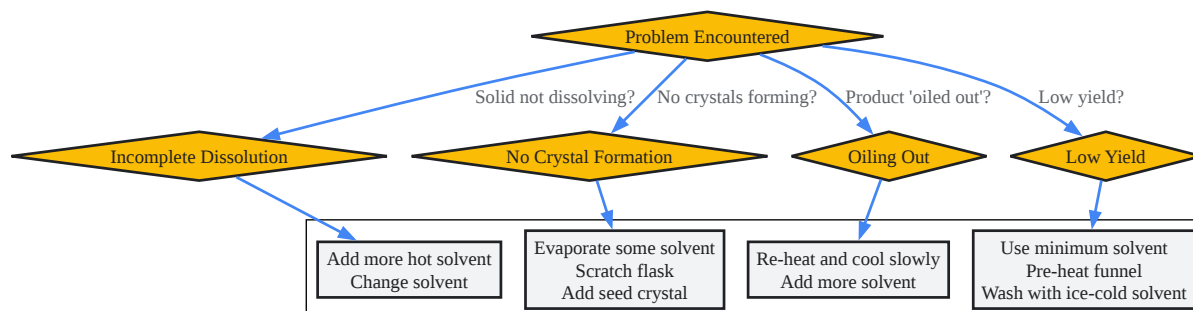 Problem Encountered
Solid not dissolving?
No crystals forming?
Product 'oiled out'?
Low yield?
Incomplete Dissolution
No Crystal Formation
Oiling Out
Low Yield
Add more hot solvent
Change solvent
Evaporate some solvent
Scratch flask
Add seed crystal
Re-heat and cool slowly
Add more solvent
Use minimum solvent
Pre-heat funnel
Wash with ice-cold solvent